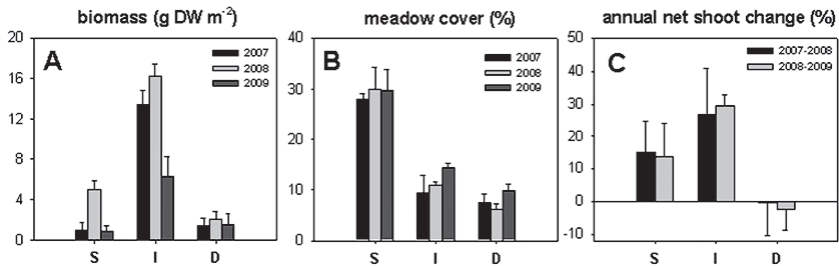 biomass (g DW m-2)
20
16
12
8
4
0
A
2007
2008
2009
S I D
meadow cover (%)
40
30
20
10
0
B
2007
2008
2009
S I D
annual net shoot change (%)
50
40
30
20
10
0
-10
C
2007-2008
2008-2009
S I D